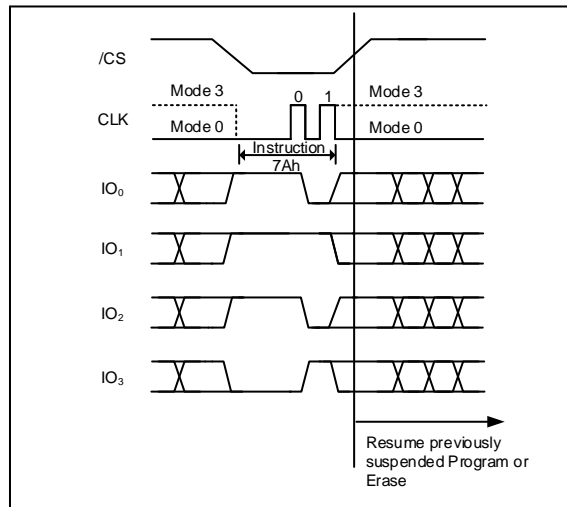 /CS
Mode 3
0 1
Mode 3
CLK
Mode 0
Mode 0
Instruction
7Ah
IO0
IO1
IO2
IO3
Resume previously
suspended Program or
Erase